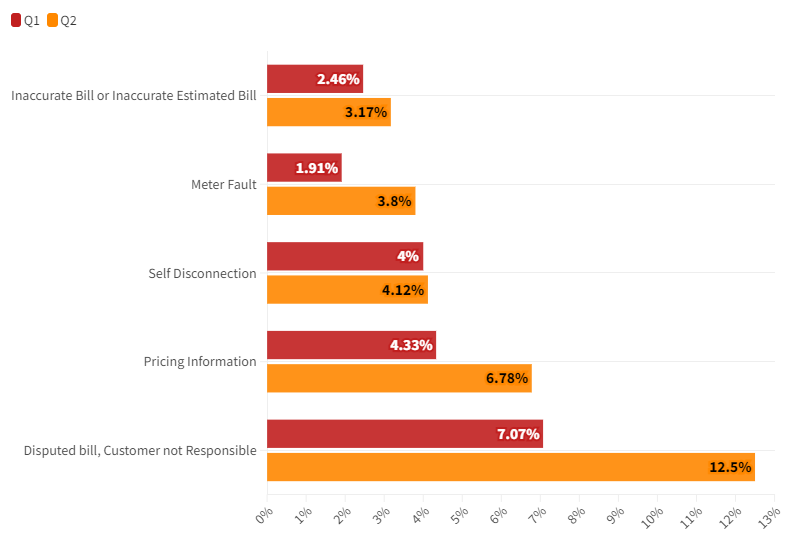 Q1 Q2
2.46%
Inaccurate Bill or Inaccurate Estimated Bill
3.17%
1.91%
Meter Fault
3.8%
4%
Self Disconnection
4.12%
4.33%
Pricing Information
6.78%
7.07%
Disputed bill, Customer not Responsible
12.5%
0% 1% 2% 3% 4% 5% 6% 7% 8% 9% 10% 11% 12% 13%